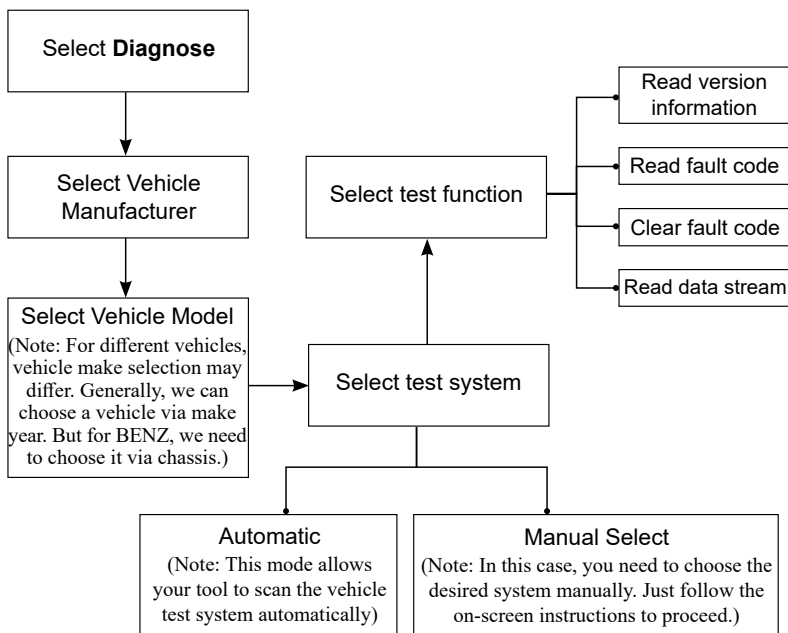 Select Diagnose
Select Vehicle
Manufacturer
Select Vehicle Model
(Note: For different vehicles,
vehicle make selection may
differ. Generally, we can
choose a vehicle via make
year. But for BENZ, we need
to choose it via chassis.)
Select test system
Automatic
(Note: This mode allows
your tool to scan the vehicle
test system automatically)
Manual Select
(Note: In this case, you need to choose the
desired system manually. Just follow the
on-screen instructions to proceed.)
Select test function
Read version
information
Read fault code
Clear fault code
Read data stream